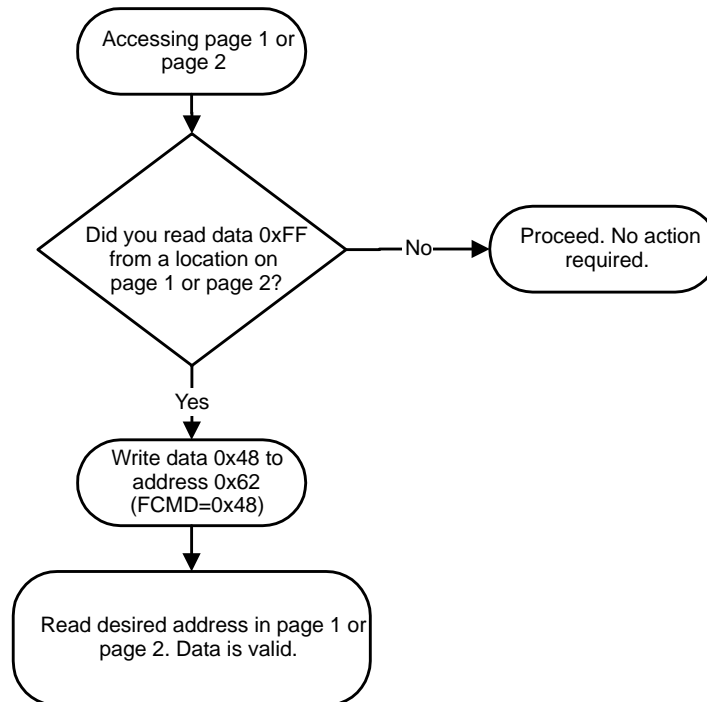 Accessing page 1 or
page 2
Did you read data 0xFF
from a location on
page 1 or page 2?
No
Proceed. No action
required.
Yes
Write data 0x48 to
address 0x62
(FCMD=0x48)
Read desired address in page 1 or
page 2. Data is valid.